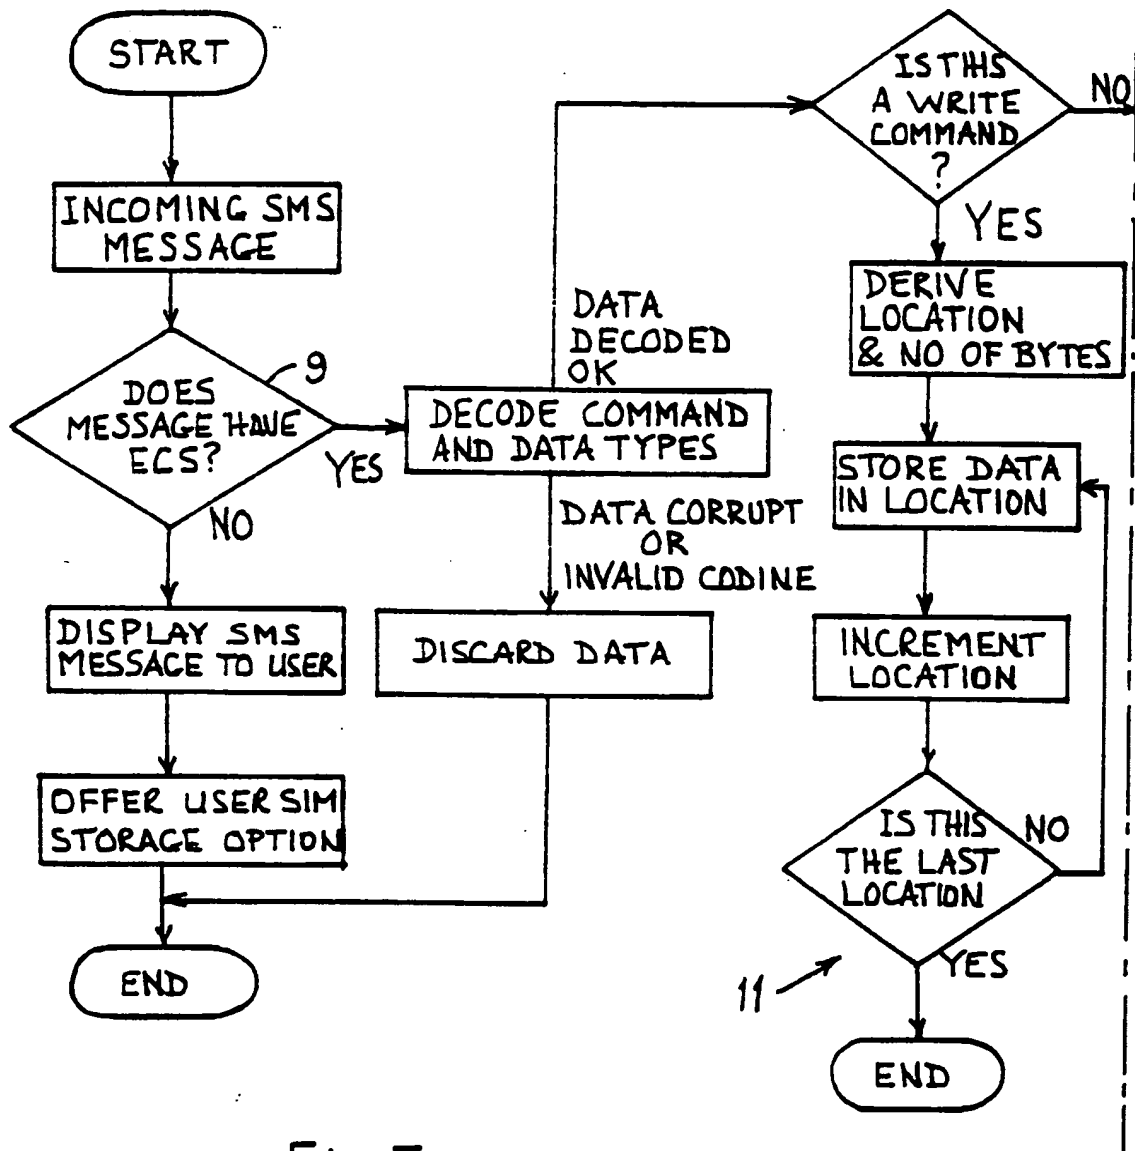 START
INCOMING SMS
MESSAGE
9
DOES
MESSAGE HAVE
ECS?
YES
NO
DISPLAY SMS
MESSAGE TO USER
OFFER USER SIM
STORAGE OPTION
END
DATA
DECODED
OK
DECODE COMMAND
AND DATA TYPES
DATA CORRUPT
OR
INVALID CODINE
DISCARD DATA
IS THIS
A WRITE
COMMAND
?
NO
YES
DERIVE
LOCATION
& NO OF BYTES
STORE DATA
IN LOCATION
INCREMENT
LOCATION
IS THIS
THE LAST
LOCATION
NO
YES
11
END